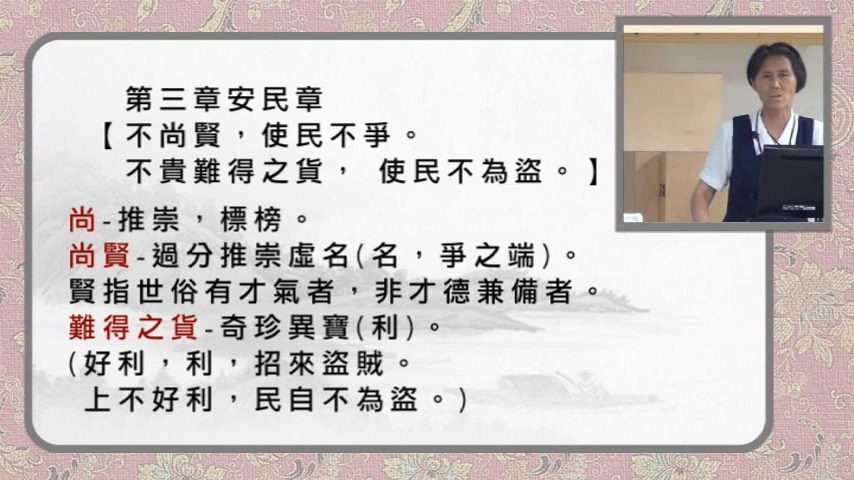 第三章安民章
【不尚賢，使民不爭。
不貴難得之貨， 使民不為盜。】
尚-推崇，標榜。
尚賢-過分推崇虛名(名，爭之端)。
賢指世俗有才氣者，非才德兼備者。
難得之貨-奇珍異寶(利)。
(好利，利，招來盜賊。
上不好利，民自不為盜。)